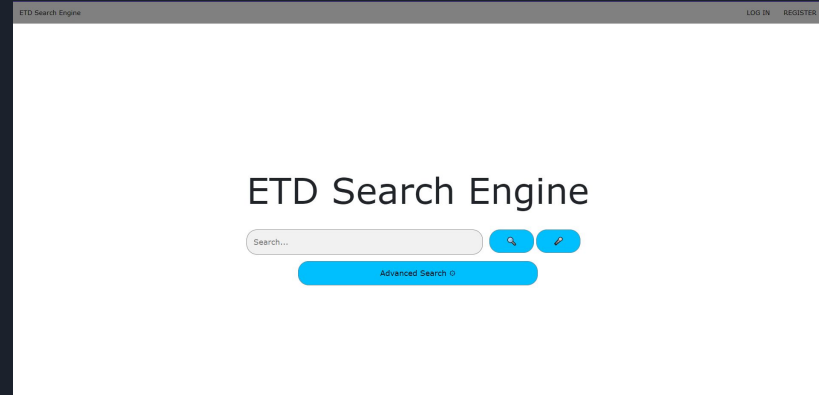 ETD Search Engine
LOG IN REGISTER
ETD Search Engine
Search...
Advanced Search